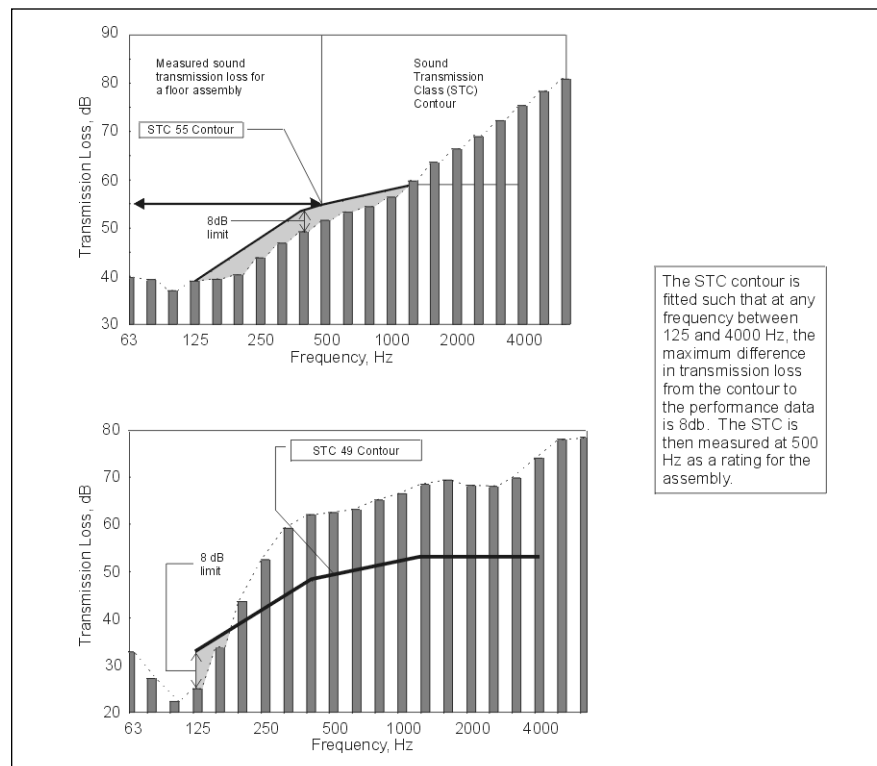 90
80
70
60
50
40
30
Transmission Loss, dB
Measured sound
transmission loss for
a floor assembly
Sound
Transmission
Class (STC)
Contour
STC 55 Contour
8dB
limit
63
125
250
500
1000
2000
4000
Frequency, Hz
80
70
60
50
40
30
20
Transmission Loss, dB
STC 49 Contour
8 dB
limit
63
125
250
500
1000
2000
4000
Frequency, Hz
The STC contour is
fitted such that at any
frequency between
125 and 4000 Hz, the
maximum difference
in transmission loss
from the contour to
the performance data
is 8db. The STC is
then measured at 500
Hz as a rating for the
assembly.